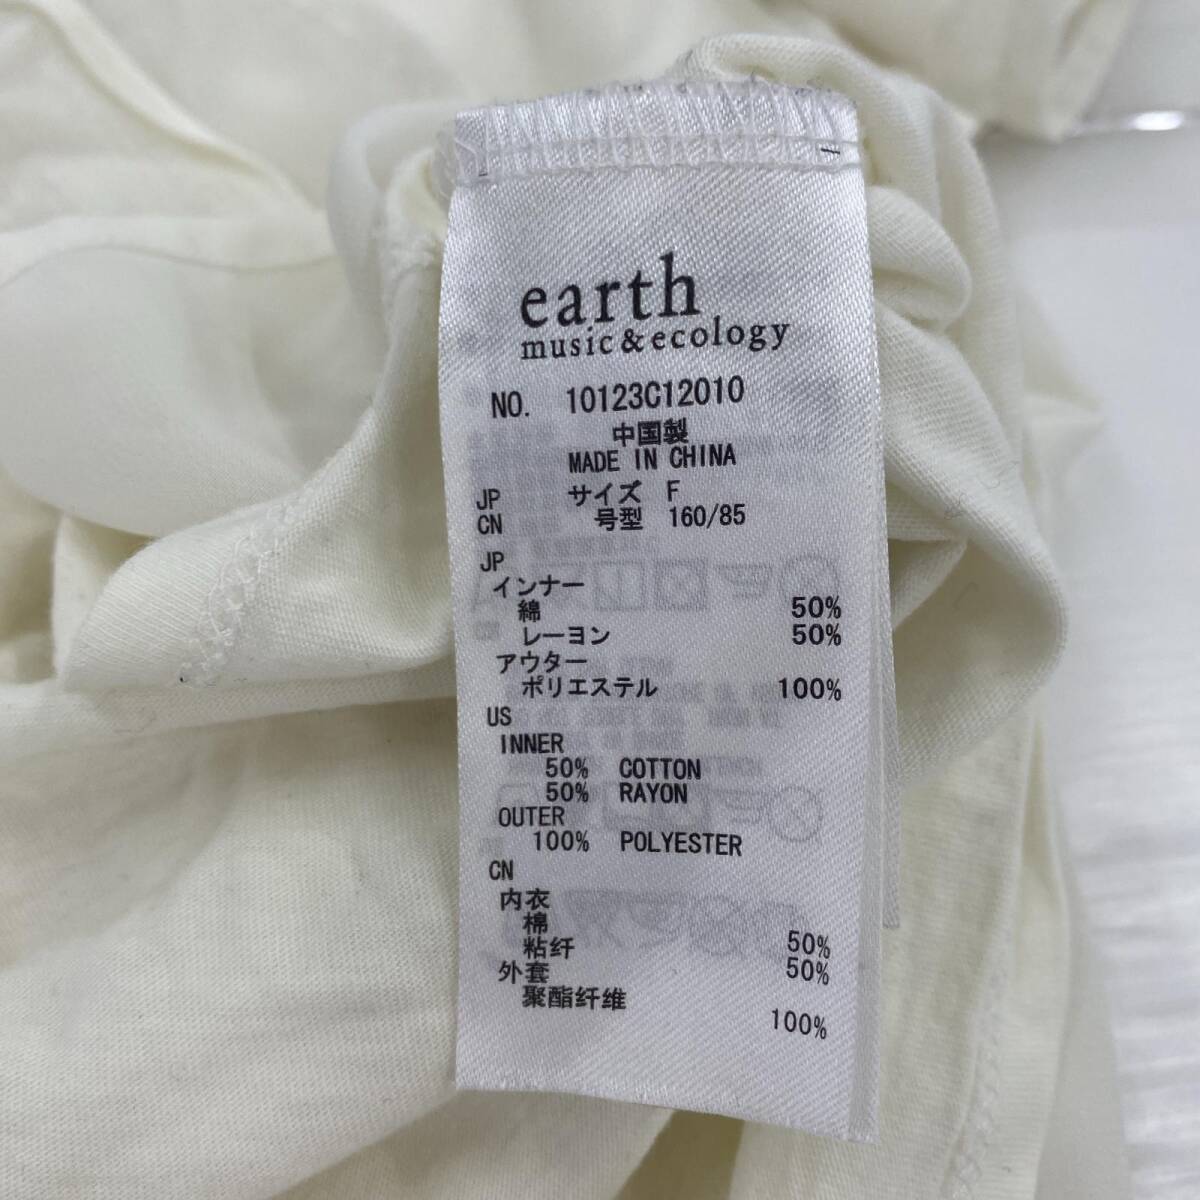 earth
music & ecology
NO. 10123C12010
中国製
MADE IN CHINA
JP サイズ F
CN 号型 160/85
JP
インナー
綿 50%
レーヨン 50%
アウター
ポリエステル 100%
US
INNER
50% COTTON
50% RAYON
OUTER
100% POLYESTER
CN
内衣
棉 50%
粘纤 50%
外套
聚酯纤维 100%